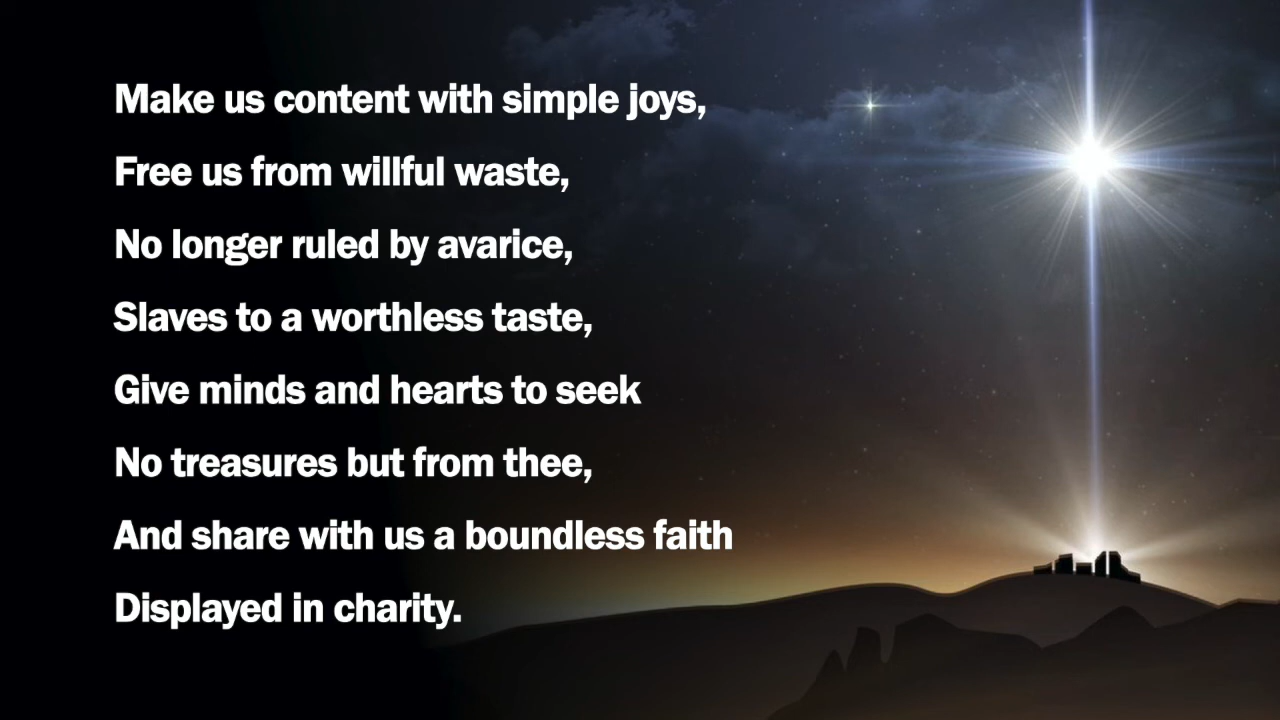 Make us content with simple joys,
Free us from willful waste,
No longer ruled by avarice,
Slaves to a worthless taste,
Give minds and hearts to seek
No treasures but from thee,
And share with us a boundless faith
Displayed in charity.